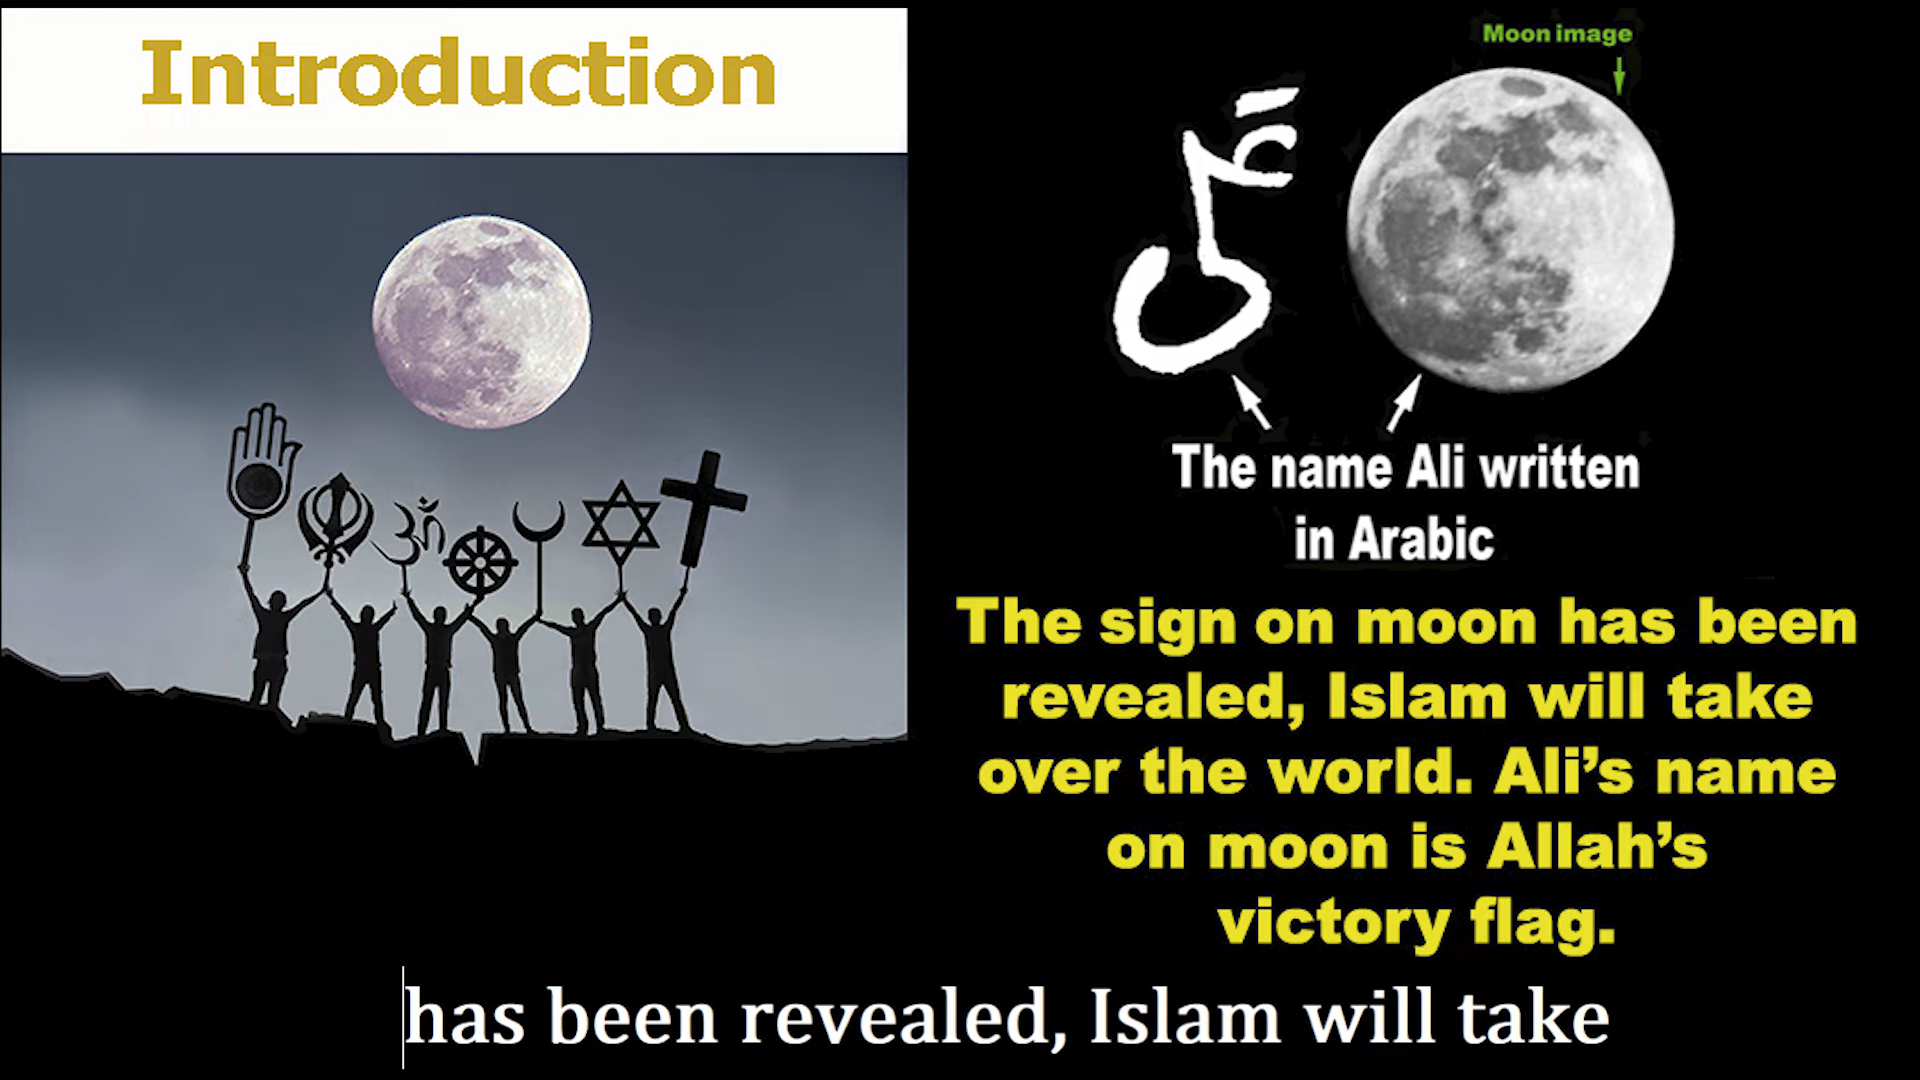 Introduction
Moon image
علی
The name Ali written
in Arabic
The sign on moon has been
revealed, Islam will take
over the world. Ali’s name
on moon is Allah’s
victory flag.
has been revealed, Islam will take